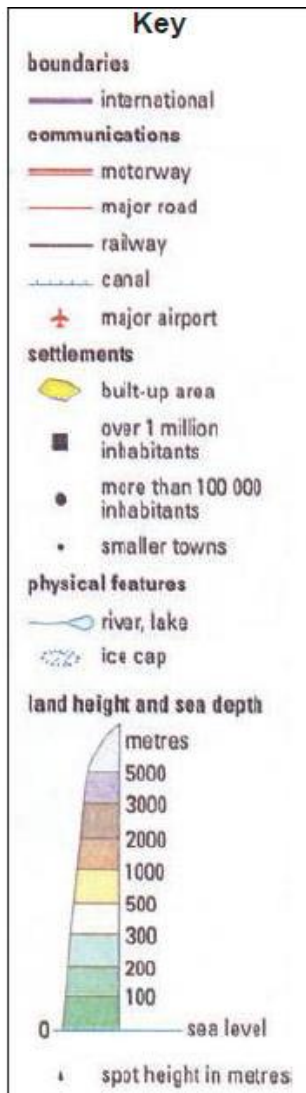 Key
boundaries
international
communications
motorway
major road
railway
canal
major airport
settlements
built-up area
over 1 million
inhabitants
more than 100 000
inhabitants
smaller towns
physical features
river, lake
ice cap
land height and sea depth
metres
5000
3000
2000
1000
500
300
200
100
0 sea level
spot height in metres